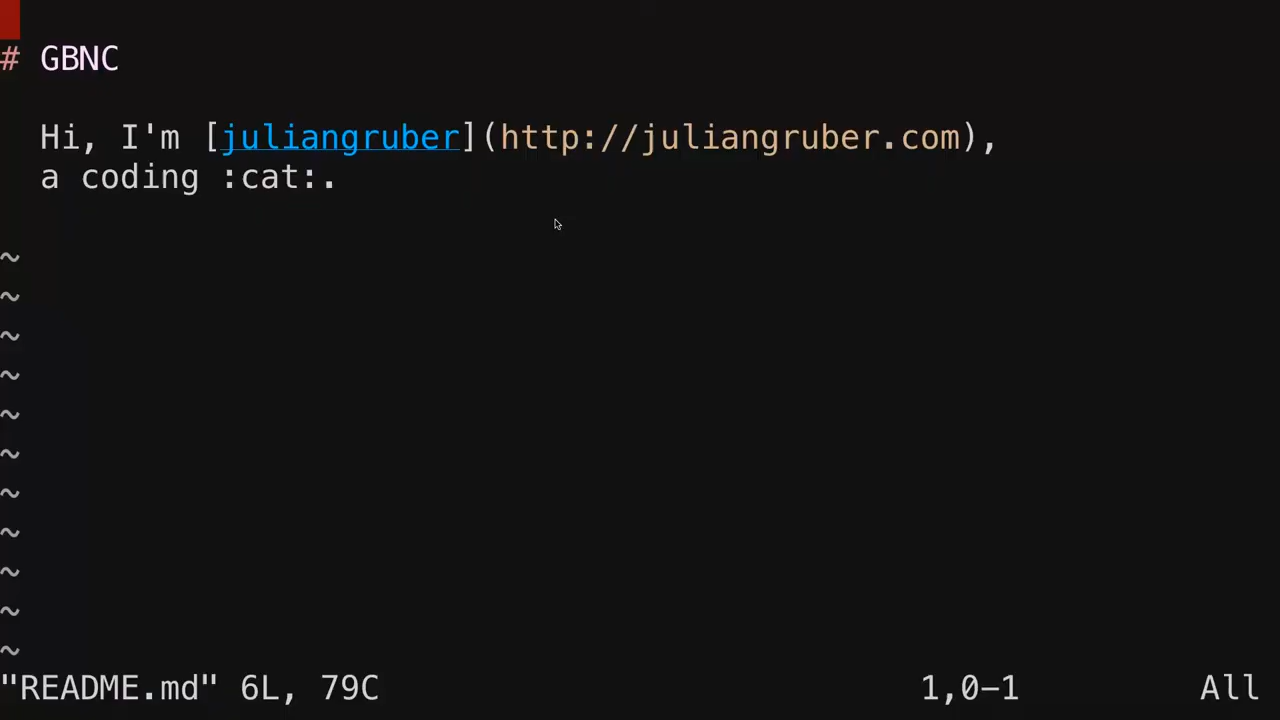 # GBNC
Hi, I'm [juliangruber](http://juliangruber.com),
a coding :cat:.
~
~
~
~
~
~
~
~
~
~
~
"README.md" 6L, 79C 1,0-1 All